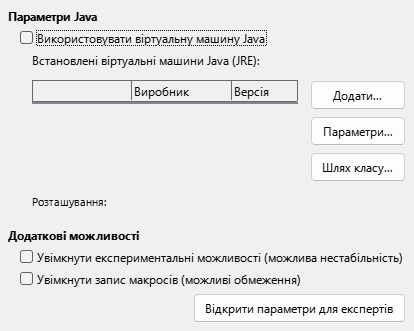 Параметри Java
Використовувати віртуальну машину Java
Встановлені віртуальні машини Java (JRE):
Виробник Версія
Додати...
Параметри...
Шлях класу...
Розташування:
Додаткові можливості
Увімкнути експериментальні можливості (можлива нестабільність)
Увімкнути запис макросів (можливі обмеження)
Відкрити параметри для експертів